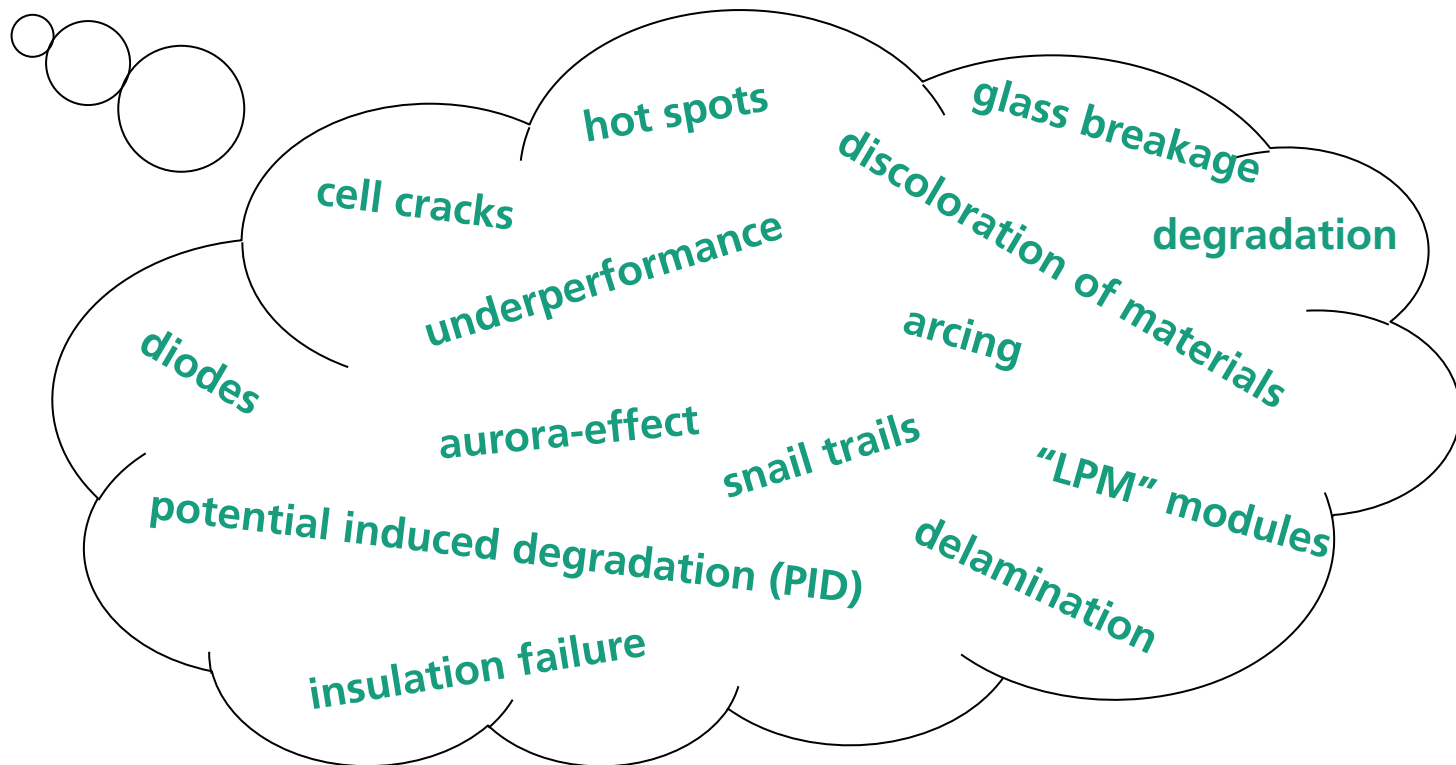 hot spots
glass breakage
discoloration of materials
cell cracks
degradation
underperformance
arcing
diodes
aurora-effect
snail trails
“LPM” modules
potential induced degradation (PID)
delamination
insulation failure